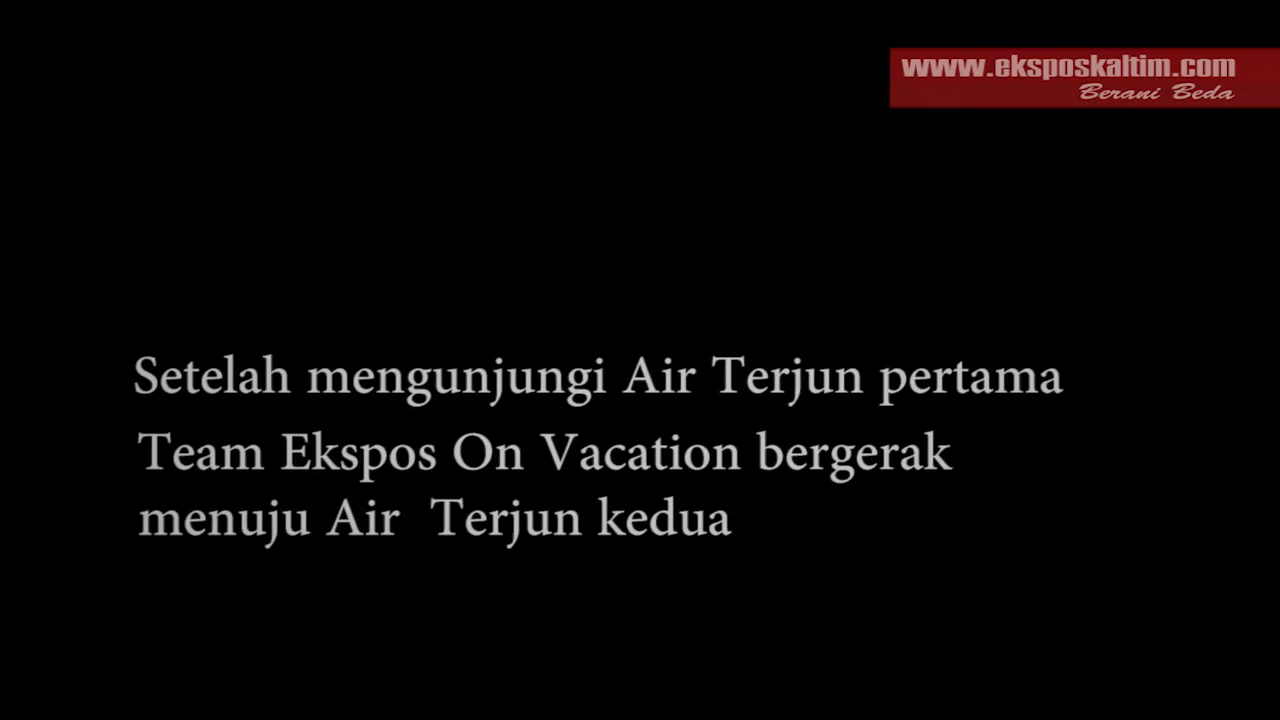 www.eksposkaltim.com
Berani Beda
Setelah mengunjungi Air Terjun pertama
Team Ekspos On Vacation bergerak
menuju Air Terjun kedua